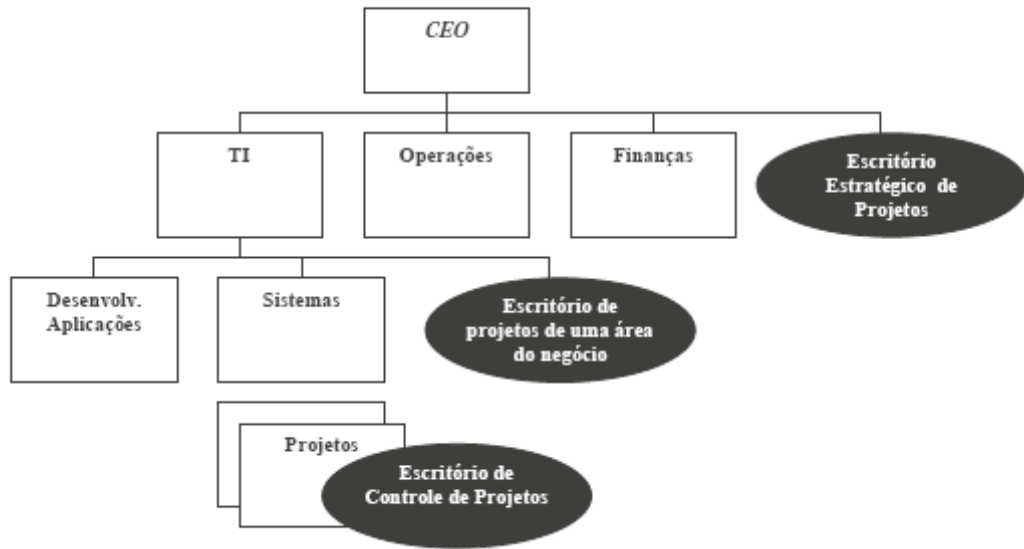 CEO
TI
Operações
Finanças
Escritório
Estratégico de
Projetos
Desenvolv.
Aplicações
Sistemas
Escritório de
projetos de uma área
do negócio
Projetos
Escritório de
Controle de Projetos